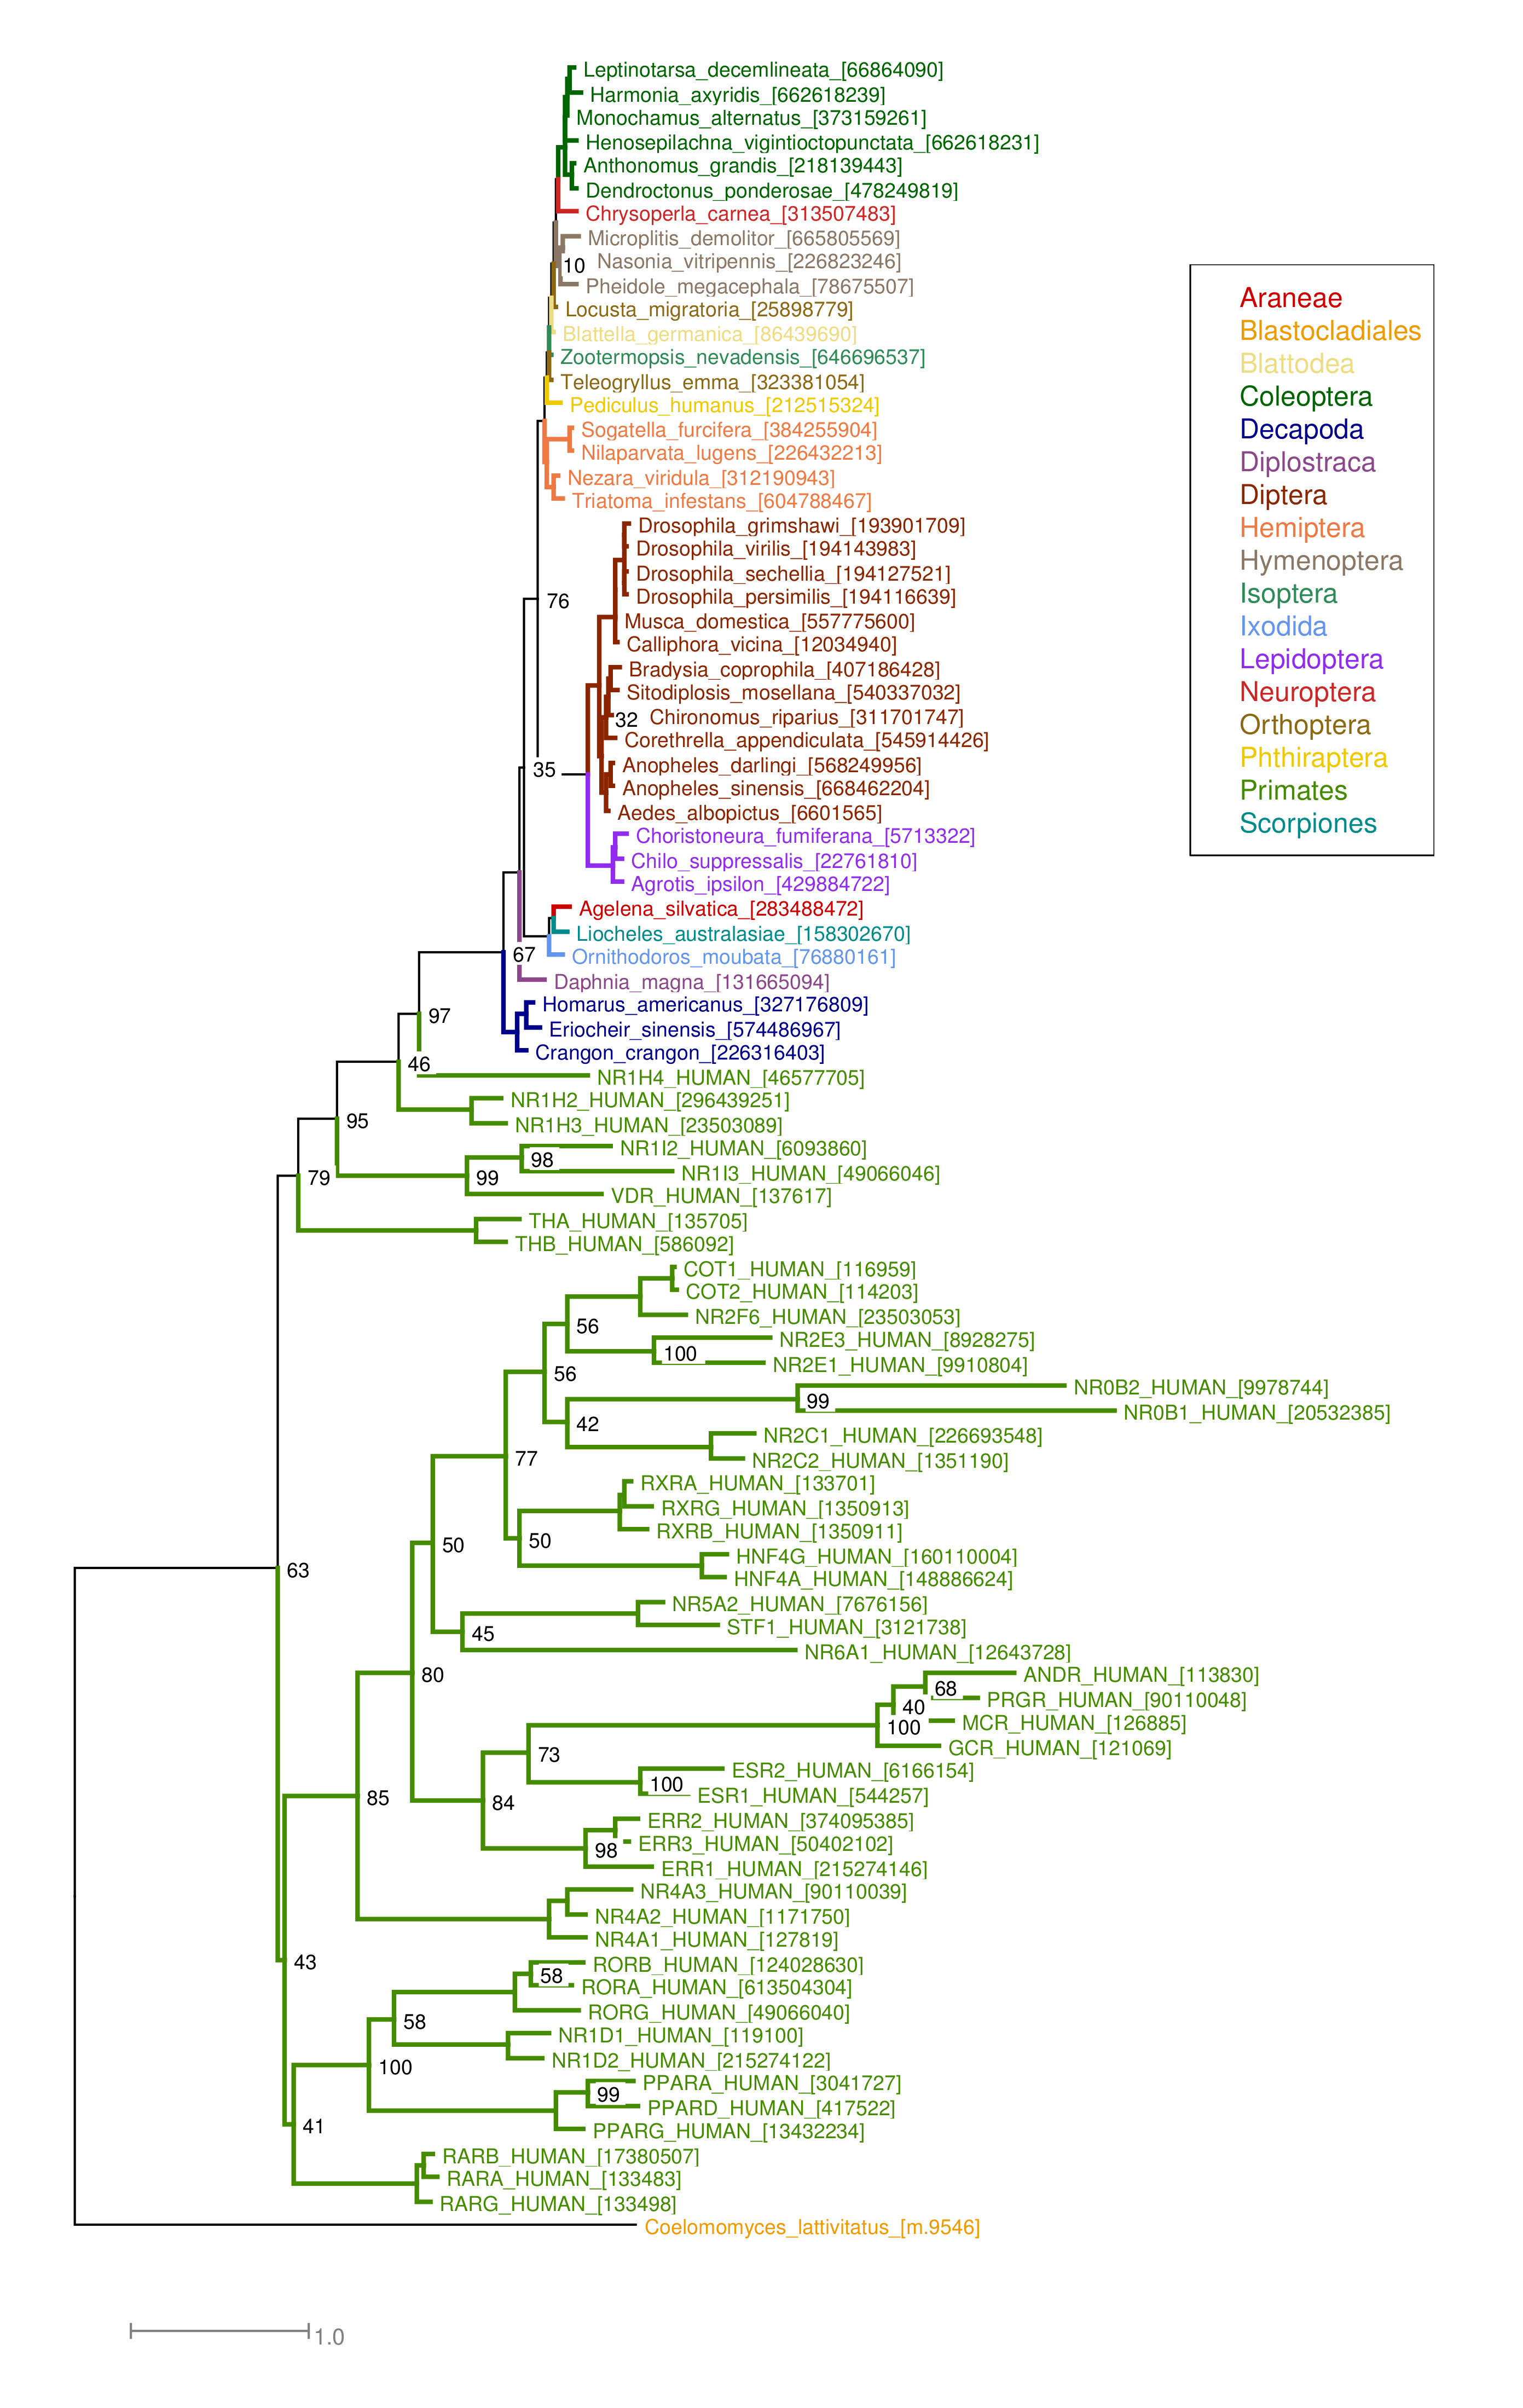 Leptinotarsa_decemlineata_[66864090]
Harmonia_axyridis_[662618239]
Monochamus_alternatus_[373159261]
Henosepilachna_vigintioctopunctata_[662618231]
Anthonomus_grandis_[218139443]
Dendroctonus_ponderosae_[478249819]
Chrysoperla_carnea_[313507483]
Microplitis_demolitor_[665805569]
10 Nasonia_vitripennis_[226823246]
Pheidole_megacephala_[78675507]
Locusta_migratoria_[25898779]
Blattella_germanica_[86439690]
Zootermopsis_nevadensis_[646696537]
Teleogryllus_emma_[323381054]
Pediculus_humanus_[212515324]
Sogatella_furcifera_[384255904]
Nilaparvata_lugens_[226432213]
Nezara_viridula_[312190943]
Triatoma_infestans_[604788467]
Drosophila_grimshawi_[193901709]
Drosophila_virilis_[194143983]
Drosophila_sechellia_[194127521]
76 Drosophila_persimilis_[194116639]
Musca_domestica_[557775600]
Calliphora_vicina_[12034940]
Bradysia_coprophila_[407186428]
Sitodiplosis_mosellana_[540337032]
32 Chironomus_riparius_[311701747]
Corethrella_appendiculata_[545914426]
35 Anopheles_darlingi_[568249956]
Anopheles_sinensis_[668462204]
Aedes_albopictus_[6601565]
Choristoneura_fumiferana_[5713322]
Chilo_suppressalis_[22761810]
Agrotis_ipsilon_[429884722]
Agelena_silvatica_[283488472]
Liocheles_australasiae_[158302670]
67 Ornithodoros_moubata_[76880161]
Daphnia_magna_[131665094]
Homarus_americanus_[327176809]
97 Eriocheir_sinensis_[574486967]
Crangon_crangon_[226316403]
46 NR1H4_HUMAN_[46577705]
NR1H2_HUMAN_[296439251]
95 NR1H3_HUMAN_[23503089]
NR1I2_HUMAN_[6093860]
98 NR1I3_HUMAN_[49066046]
79 99 VDR_HUMAN_[137617]
THA_HUMAN_[135705]
THB_HUMAN_[586092]
COT1_HUMAN_[116959]
COT2_HUMAN_[114203]
56 NR2F6_HUMAN_[23503053]
NR2E3_HUMAN_[8928275]
100 NR2E1_HUMAN_[9910804]
56 NR0B2_HUMAN_[9978744]
99 NR0B1_HUMAN_[20532385]
42 NR2C1_HUMAN_[226693548]
77 NR2C2_HUMAN_[1351190]
RXRA_HUMAN_[133701]
RXRG_HUMAN_[1350913]
RXRB_HUMAN_[1350911]
50 50 HNF4G_HUMAN_[160110004]
63 HNF4A_HUMAN_[148886624]
NR5A2_HUMAN_[7676156]
45 STF1_HUMAN_[3121738]
NR6A1_HUMAN_[12643728]
80 ANDR_HUMAN_[113830]
68 PRGR_HUMAN_[90110048]
40 MCR_HUMAN_[126885]
100 GCR_HUMAN_[121069]
73 ESR2_HUMAN_[6166154]
85 84 100 ESR1_HUMAN_[544257]
ERR2_HUMAN_[374095385]
98 ERR3_HUMAN_[50402102]
ERR1_HUMAN_[215274146]
NR4A3_HUMAN_[90110039]
NR4A2_HUMAN_[1171750]
NR4A1_HUMAN_[127819]
43 RORB_HUMAN_[124028630]
58 RORA_HUMAN_[613504304]
58 RORG_HUMAN_[49066040]
NR1D1_HUMAN_[119100]
100 NR1D2_HUMAN_[215274122]
PPARA_HUMAN_[3041727]
99 PPARD_HUMAN_[417522]
41 PPARG_HUMAN_[13432234]
RARB_HUMAN_[17380507]
RARA_HUMAN_[133483]
RARG_HUMAN_[133498]
Coelomomyces_lattivitatus_[m.9546]
1.0
Araneae
Blastocladiales
Blattodea
Coleoptera
Decapoda
Diplostraca
Diptera
Hemiptera
Hymenoptera
Isoptera
Ixodida
Lepidoptera
Neuroptera
Orthoptera
Phthiraptera
Primates
Scorpiones